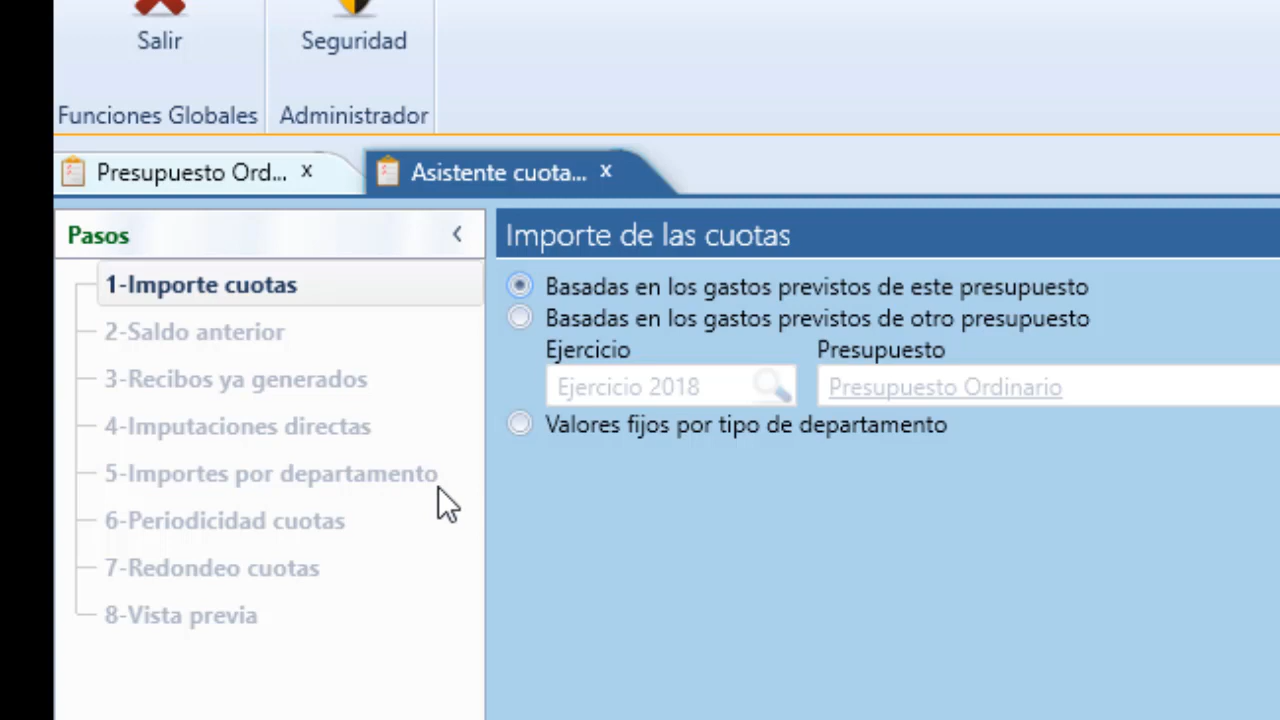 Salir
Seguridad
Funciones Globales
Administrador
Presupuesto Ord... x
Asistente cuota... x
Pasos
Importe de las cuotas
1-Importe cuotas
2-Saldo anterior
3-Recibos ya generados
4-Imputaciones directas
5-Importes por departamento
6-Periodicidad cuotas
7-Redondeo cuotas
8-Vista previa
Basadas en los gastos previstos de este presupuesto
Basadas en los gastos previstos de otro presupuesto
Ejercicio
Presupuesto
Ejercicio 2018
Presupuesto Ordinario
Valores fijos por tipo de departamento